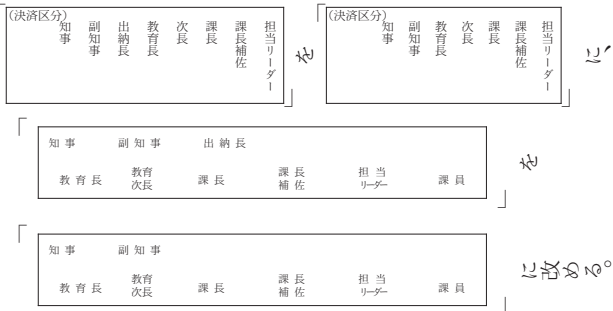 「(決済区分)
知事
副知事
出納長
教育長
次長
課長
課長補佐
担当リーダー
」を
「(決済区分)
知事
副知事
教育長
次長
課長
課長補佐
担当リーダー
」に、
「知事 副知事 出納長
教育長 教育次長 課長 課長補佐 担当リーダー 課員
」を
「知事 副知事
教育長 教育次長 課長 課長補佐 担当リーダー 課員
」に改める。